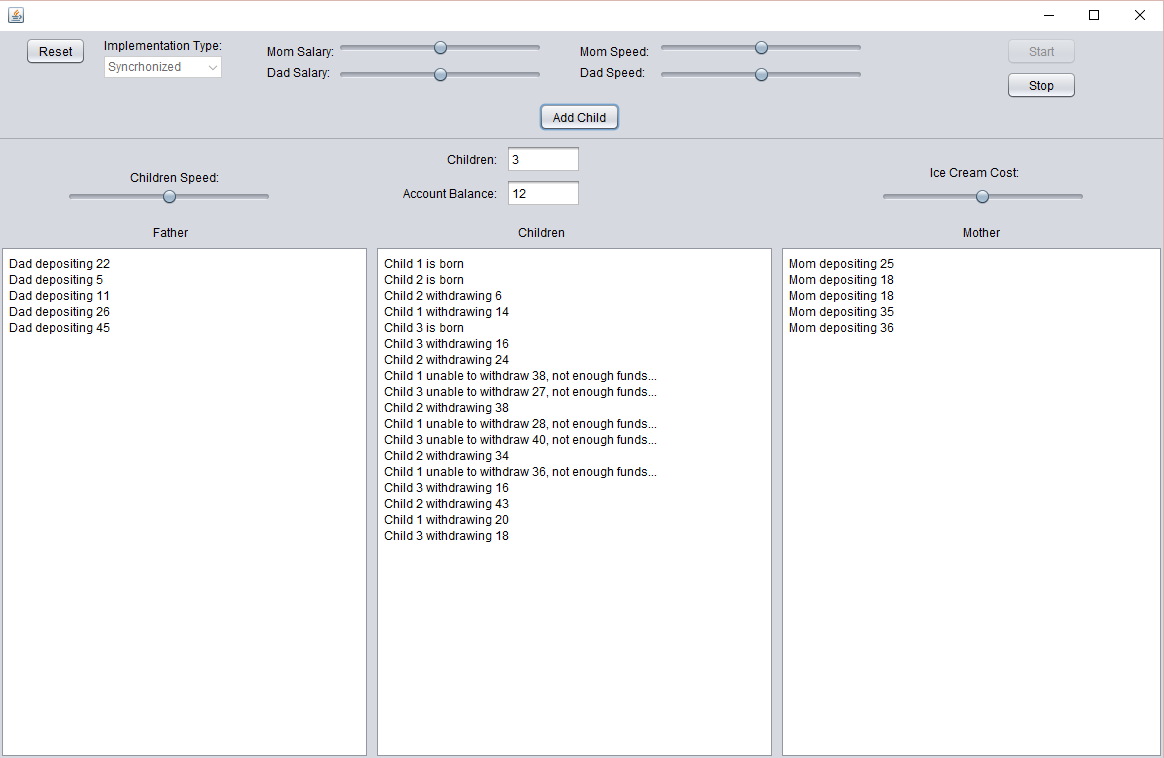 Reset
Implementation Type:
Syncrhonized
Mom Salary:
Dad Salary:
Mom Speed:
Dad Speed:
Start
Stop
Add Child
Children Speed:
Children: 3
Account Balance: 12
Ice Cream Cost:
Father
Dad depositing 22
Dad depositing 5
Dad depositing 11
Dad depositing 26
Dad depositing 45
Children
Child 1 is born
Child 2 is born
Child 2 withdrawing 6
Child 1 withdrawing 14
Child 3 is born
Child 3 withdrawing 16
Child 2 withdrawing 24
Child 1 unable to withdraw 38, not enough funds...
Child 3 unable to withdraw 27, not enough funds...
Child 2 withdrawing 38
Child 1 unable to withdraw 28, not enough funds...
Child 3 unable to withdraw 40, not enough funds...
Child 2 withdrawing 34
Child 1 unable to withdraw 36, not enough funds...
Child 3 withdrawing 16
Child 2 withdrawing 43
Child 1 withdrawing 20
Child 3 withdrawing 18
Mother
Mom depositing 25
Mom depositing 18
Mom depositing 18
Mom depositing 35
Mom depositing 36